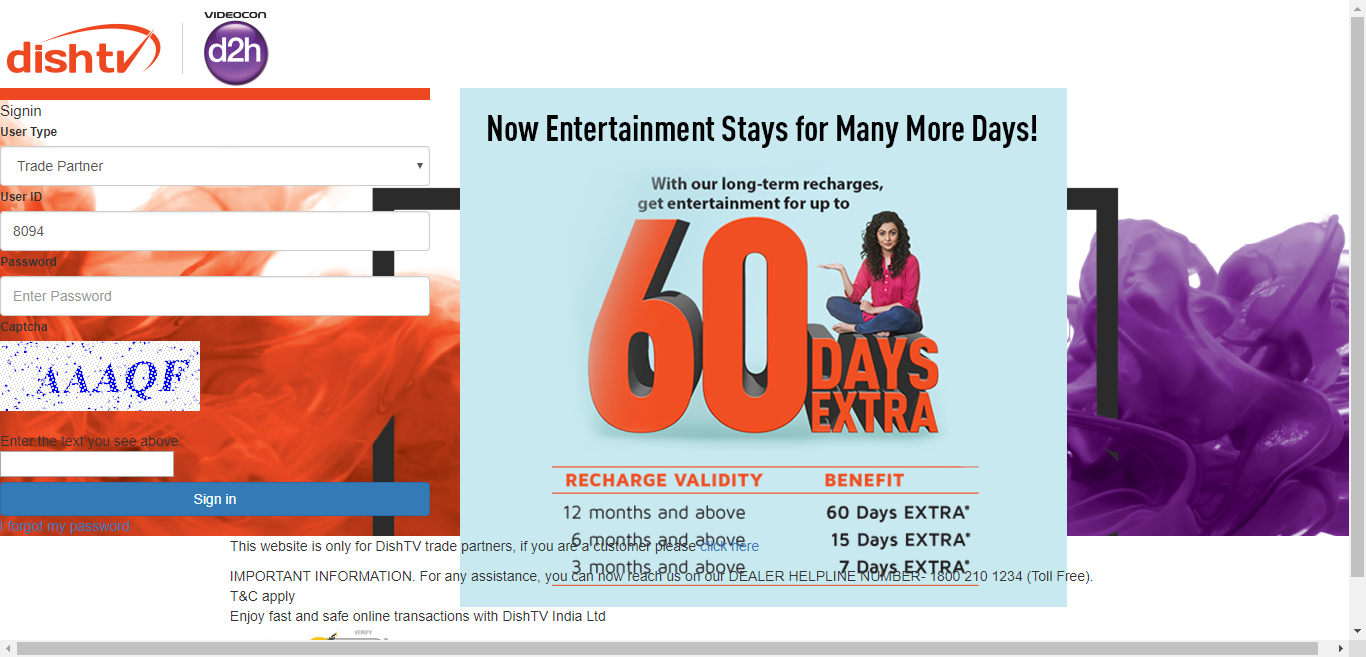 dishtv
VIDEOCON
d2h
Signin
User Type
Trade Partner
User ID
8094
Password
Enter Password
Captcha
AAAQF
Enter the text you see above:
Sign in
I forgot my password
Now Entertainment Stays for Many More Days!
With our long-term recharges,
get entertainment for up to
60
DAYS
EXTRA
RECHARGE VALIDITY BENEFIT
12 months and above 60 Days EXTRA*
6 months and above 15 Days EXTRA*
3 months and above 7 Days EXTRA*
This website is only for DishTV trade partners, if you are a customer please click here
IMPORTANT INFORMATION. For any assistance, you can now reach us on our DEALER HELPLINE NUMBER- 1800 210 1234 (Toll Free).
T&C apply
Enjoy fast and safe online transactions with DishTV India Ltd
VERIFY